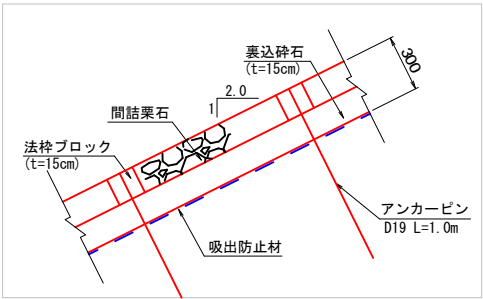 裏込砕石
(t=15cm)
300
2.0
1
間詰栗石
法枠ブロック
(t=15cm)
アンカーピン
D19 L=1.0m
吸出防止材